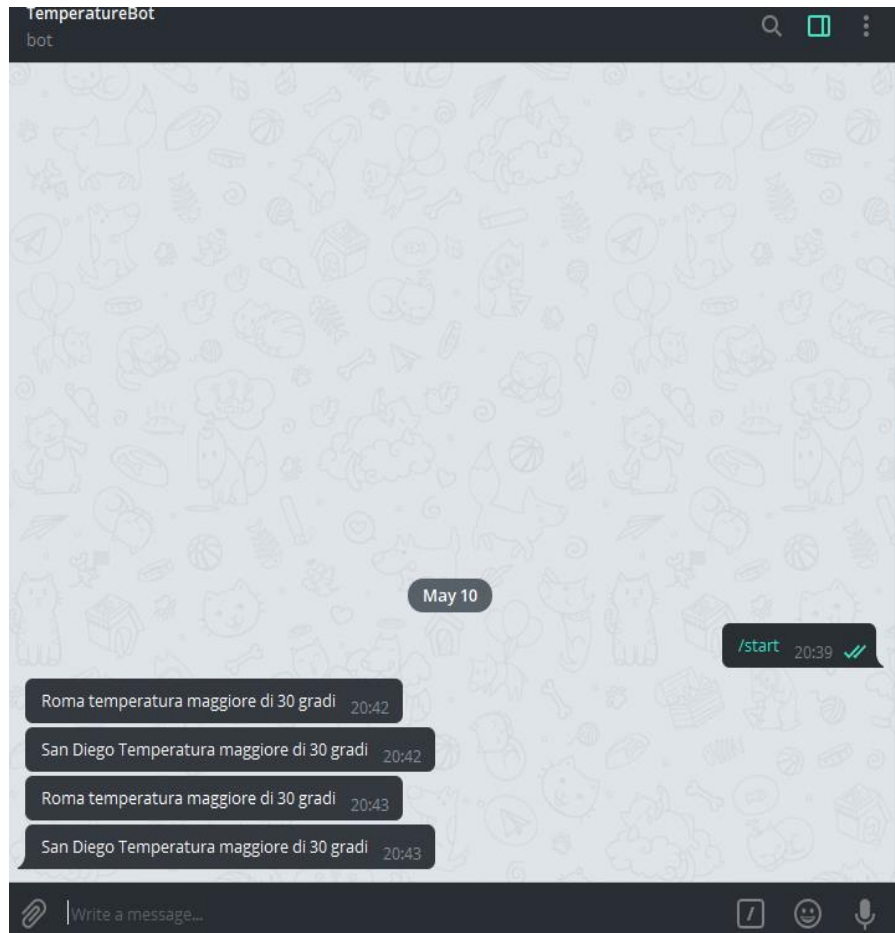 TemperatureBot
bot
May 10
/start 20:39
Roma temperatura maggiore di 30 gradi 20:42
San Diego Temperatura maggiore di 30 gradi 20:42
Roma temperatura maggiore di 30 gradi 20:43
San Diego Temperatura maggiore di 30 gradi 20:43
Write a message...